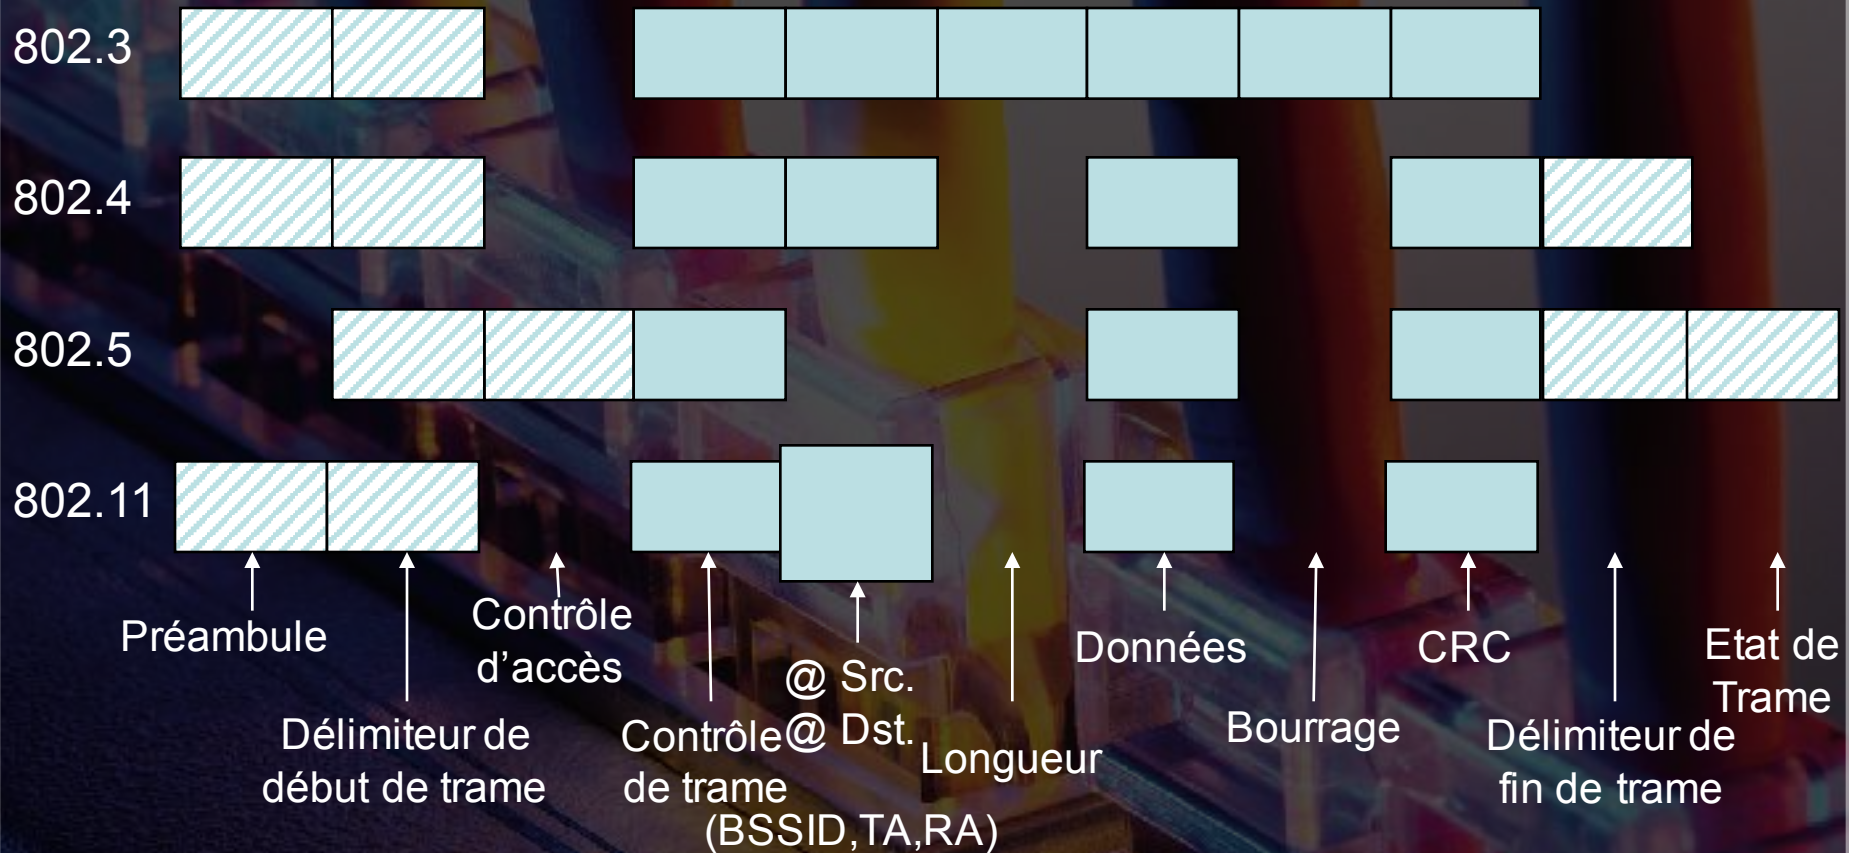 802.3
802.4
802.5
802.11
Préambule
Délimiteur de
début de trame
Contrôle
d’accès
Contrôle
de trame
@ Src.
@ Dst.
(BSSID,TA,RA)
Longueur
Données
Bourrage
CRC
Délimiteur de
fin de trame
Etat de
Trame